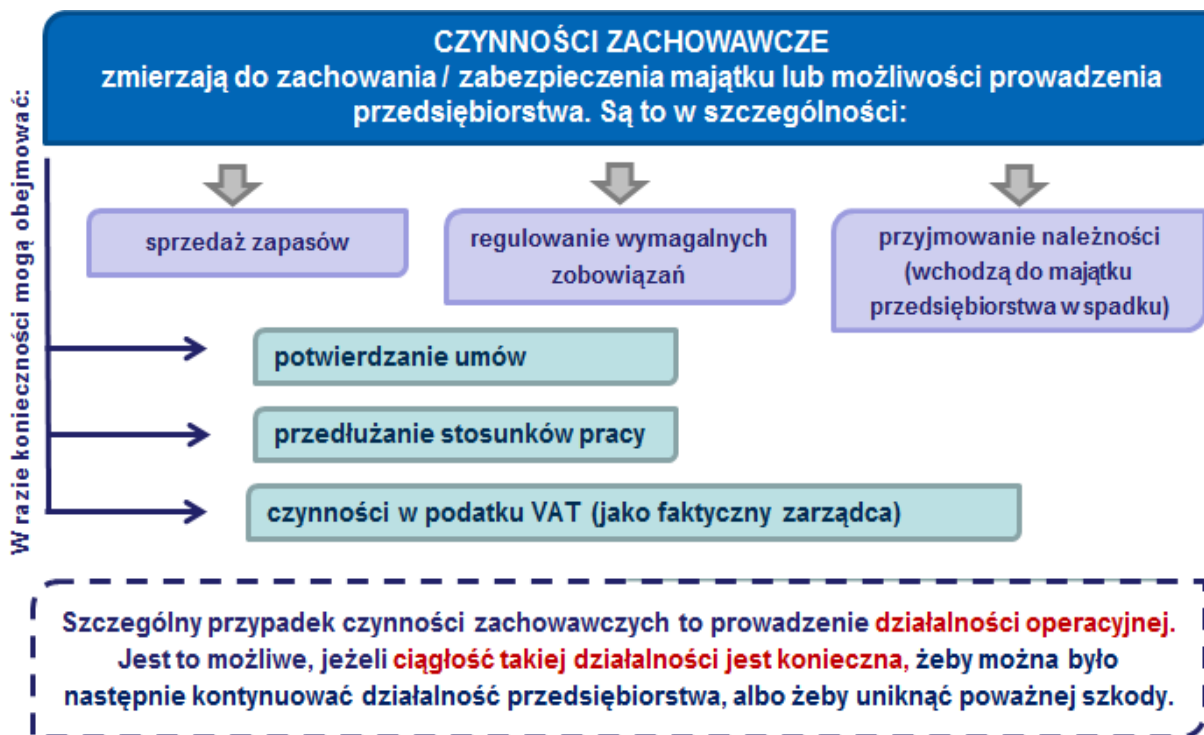 CZYNNOŚCI ZACHOWAWCZE
zmierzają do zachowania / zabezpieczenia majątku lub możliwości prowadzenia
przedsiębiorstwa. Są to w szczególności:
sprzedaż zapasów
regulowanie wymagalnych
zobowiązań
przyjmowanie należności
(wchodzą do majątku
przedsiębiorstwa w spadku)
W razie konieczności mogą obejmować:
potwierdzanie umów
przedłużanie stosunków pracy
czynności w podatku VAT (jako faktyczny zarządca)
Szczególny przypadek czynności zachowawczych to prowadzenie działalności operacyjnej.
Jest to możliwe, jeżeli ciągłość takiej działalności jest konieczna, żeby można było
następnie kontynuować działalność przedsiębiorstwa, albo żeby uniknąć poważnej szkody.